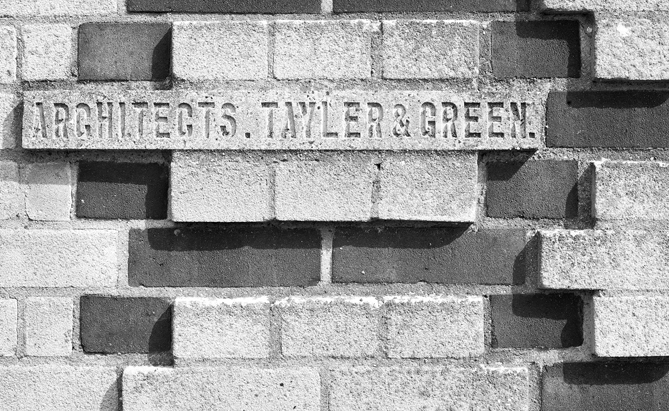 ARCHITECTS. TAYLER & GREEN.